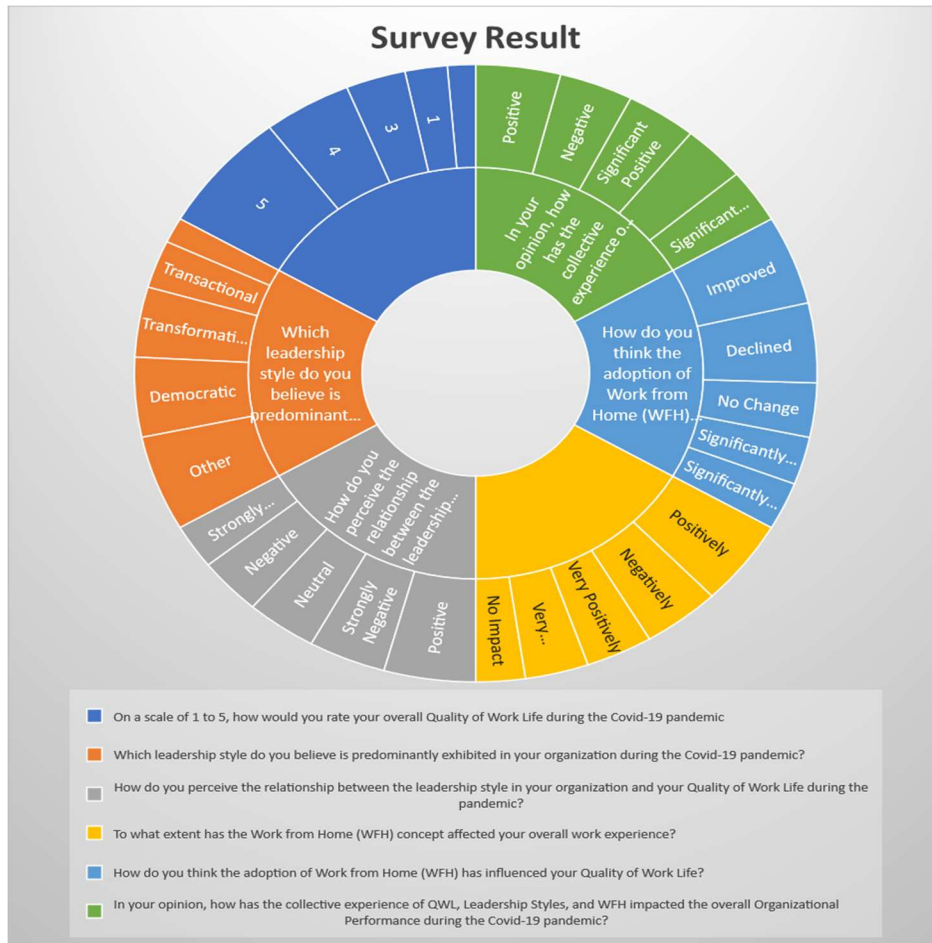 Survey Result
Positive
Negative
Significant
Positive
Significant...
In your
opinion, how
has the
collective
experience o...
Improved
Declined
No Change
Significantly...
Significantly...
How do you
think the
adoption of
Work from
Home (WFH)...
Positively
Negatively
Very Positively
Very...
No Impact
Positive
Strongly
Negative
Neutral
Negative
Strongly...
How do you
perceive the
relationship
between the
leadership...
Other
Democratic
Transformati...
Transactional
Which
leadership
style do you
believe is
predominant...
5
4
3
1
On a scale of 1 to 5, how would you rate your overall Quality of Work Life during the Covid-19 pandemic
Which leadership style do you believe is predominantly exhibited in your organization during the Covid-19 pandemic?
How do you perceive the relationship between the leadership style in your organization and your Quality of Work Life during the
pandemic?
To what extent has the Work from Home (WFH) concept affected your overall work experience?
How do you think the adoption of Work from Home (WFH) has influenced your Quality of Work Life?
In your opinion, how has the collective experience of QWL, Leadership Styles, and WFH impacted the overall Organizational
Performance during the Covid-19 pandemic?